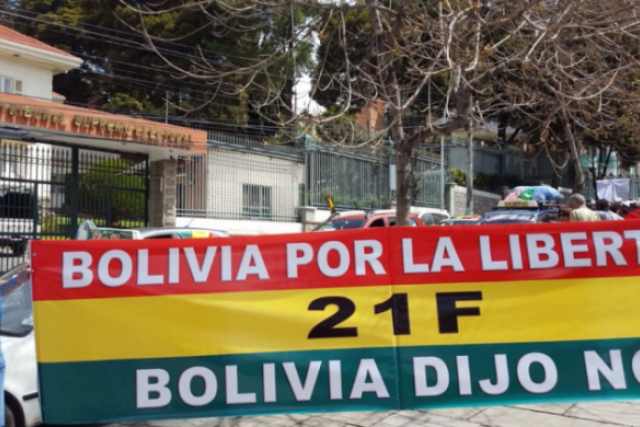 BOLIVIA POR LA LIBERT
21F
BOLIVIA DIJO NO